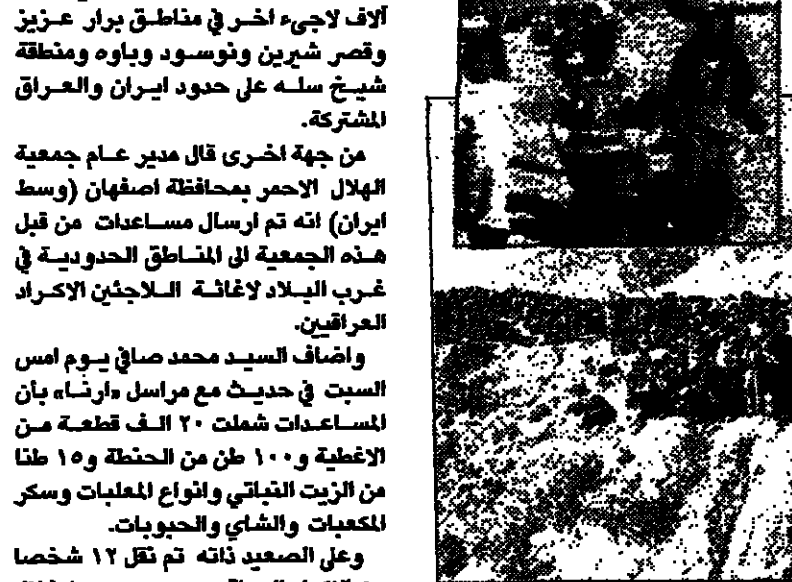 آلاف لاجىء اخر في مناطق برار عزيز
وقصر شيرين ونوسود وباوه ومنطقة
شيخ سله على حدود ايران والعراق
المشتركة.
من جهة اخرى قال مدير عام جمعية
الهلال الاحمر بمحافظة اصفهان (وسط
ايران) انه تم ارسال مساعدات من قبل
هذه الجمعية الى المناطق الحدودية في
غرب البلاد لاغاثة اللاجئين الاكراد
العراقيين.
واضاف السيد محمد صافي يوم امس
السبت في حديث مع مراسل «ارنا» بأن
المساعدات شملت ٢٠ الف قطعة من
الاغطية و١٠٠ طن من الحنطة و١٥ طنا
من الزيت النباتي وانواع المعلبات وسكر
المكعبات والشاي والحبوبات.
وعلى الصعيد ذاته تم نقل ١٢ شخصا